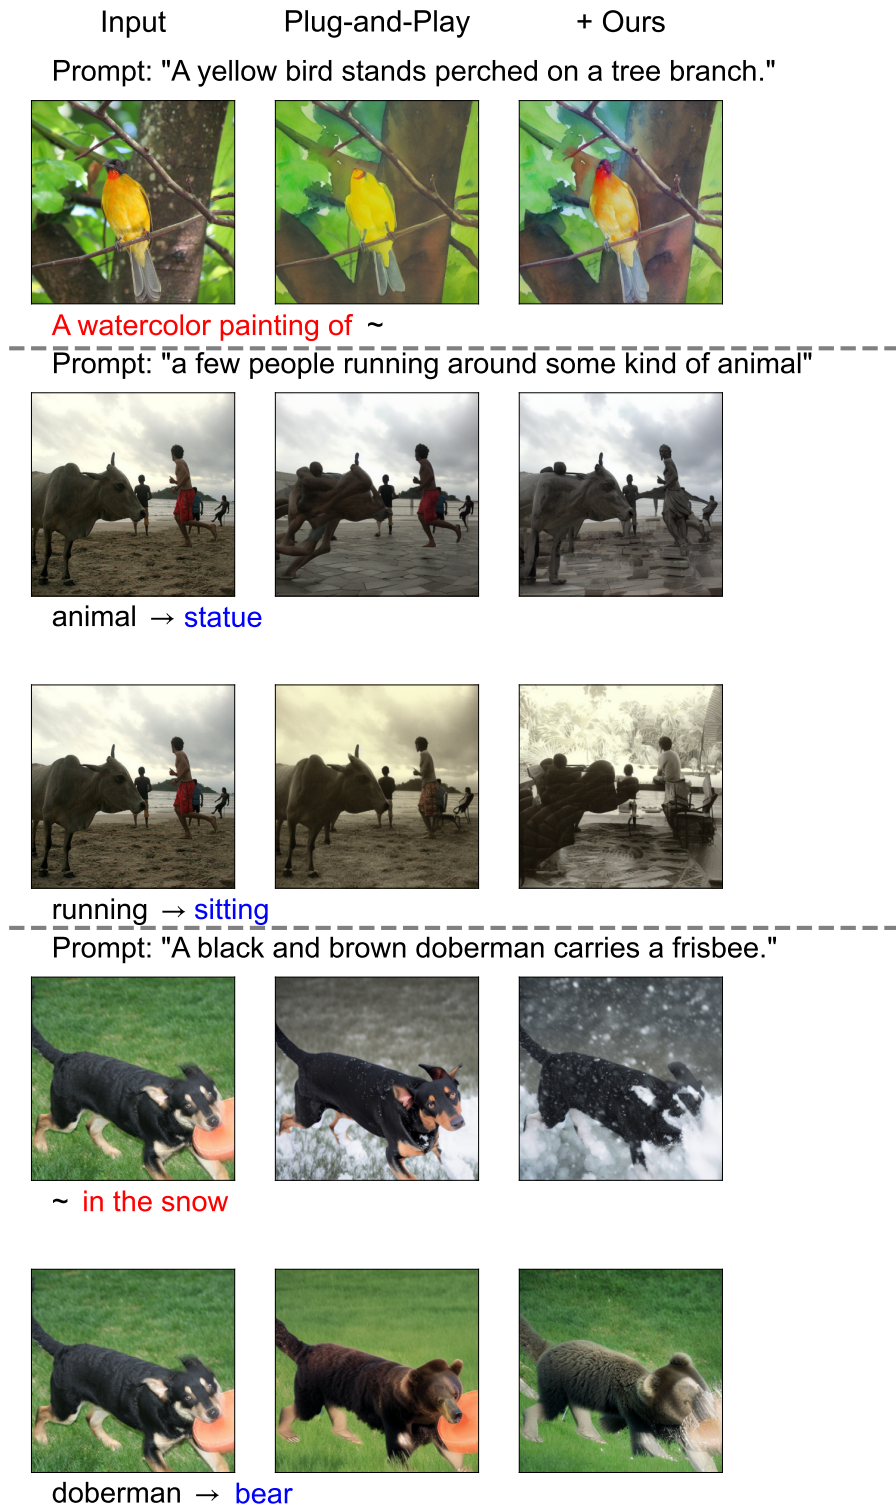 Input Plug-and-Play + Ours
Prompt: "A yellow bird stands perched on a tree branch."
A watercolor painting of ~
Prompt: "a few people running around some kind of animal"
animal → statue
running → sitting
Prompt: "A black and brown doberman carries a frisbee."
~ in the snow
doberman → bear